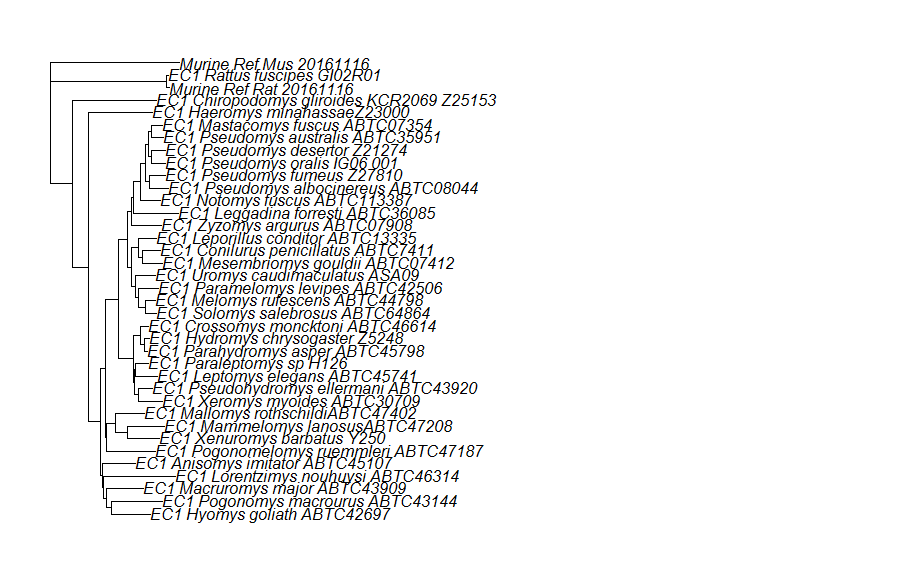 Murine Ref Mus 20161116
EC1 Rattus fuscipes GI02R01
Murine Ref Rat 20161116
EC1 Chiropodomys gliroides KCR2069 Z25153
EC1 Haeromys minahassaeZ23000
EC1 Mastacomys fuscus ABTC07354
EC1 Pseudomys australis ABTC35951
EC1 Pseudomys desertor Z21274
EC1 Pseudomys oralis IG06 001
EC1 Pseudomys fumeus Z27810
EC1 Pseudomys albocinereus ABTC08044
EC1 Notomys fuscus ABTC113387
EC1 Leggadina forresti ABTC36085
EC1 Zyzomys argurus ABTC07908
EC1 Leporillus conditor ABTC13335
EC1 Conilurus penicillatus ABTC7411
EC1 Mesembriomys gouldii ABTC07412
EC1 Uromys caudimaculatus ASA09
EC1 Paramelomys levipes ABTC42506
EC1 Melomys rufescens ABTC44798
EC1 Solomys salebrosus ABTC64864
EC1 Crossomys moncktoni ABTC46614
EC1 Hydromys chrysogaster Z5248
EC1 Parahydromys asper ABTC45798
EC1 Paraleptomys sp H126
EC1 Leptomys elegans ABTC45741
EC1 Pseudohydromys ellermani ABTC43920
EC1 Xeromys myoides ABTC30709
EC1 Mallomys rothschildiABTC47402
EC1 Mammelomys lanosusABTC47208
EC1 Xenuromys barbatus Y250
EC1 Pogonomelomys ruemmleri ABTC47187
EC1 Anisomys imitator ABTC45107
EC1 Lorentzimys nouhuysi ABTC46314
EC1 Macruromys major ABTC43909
EC1 Pogonomys macrourus ABTC43144
EC1 Hyomys goliath ABTC42697